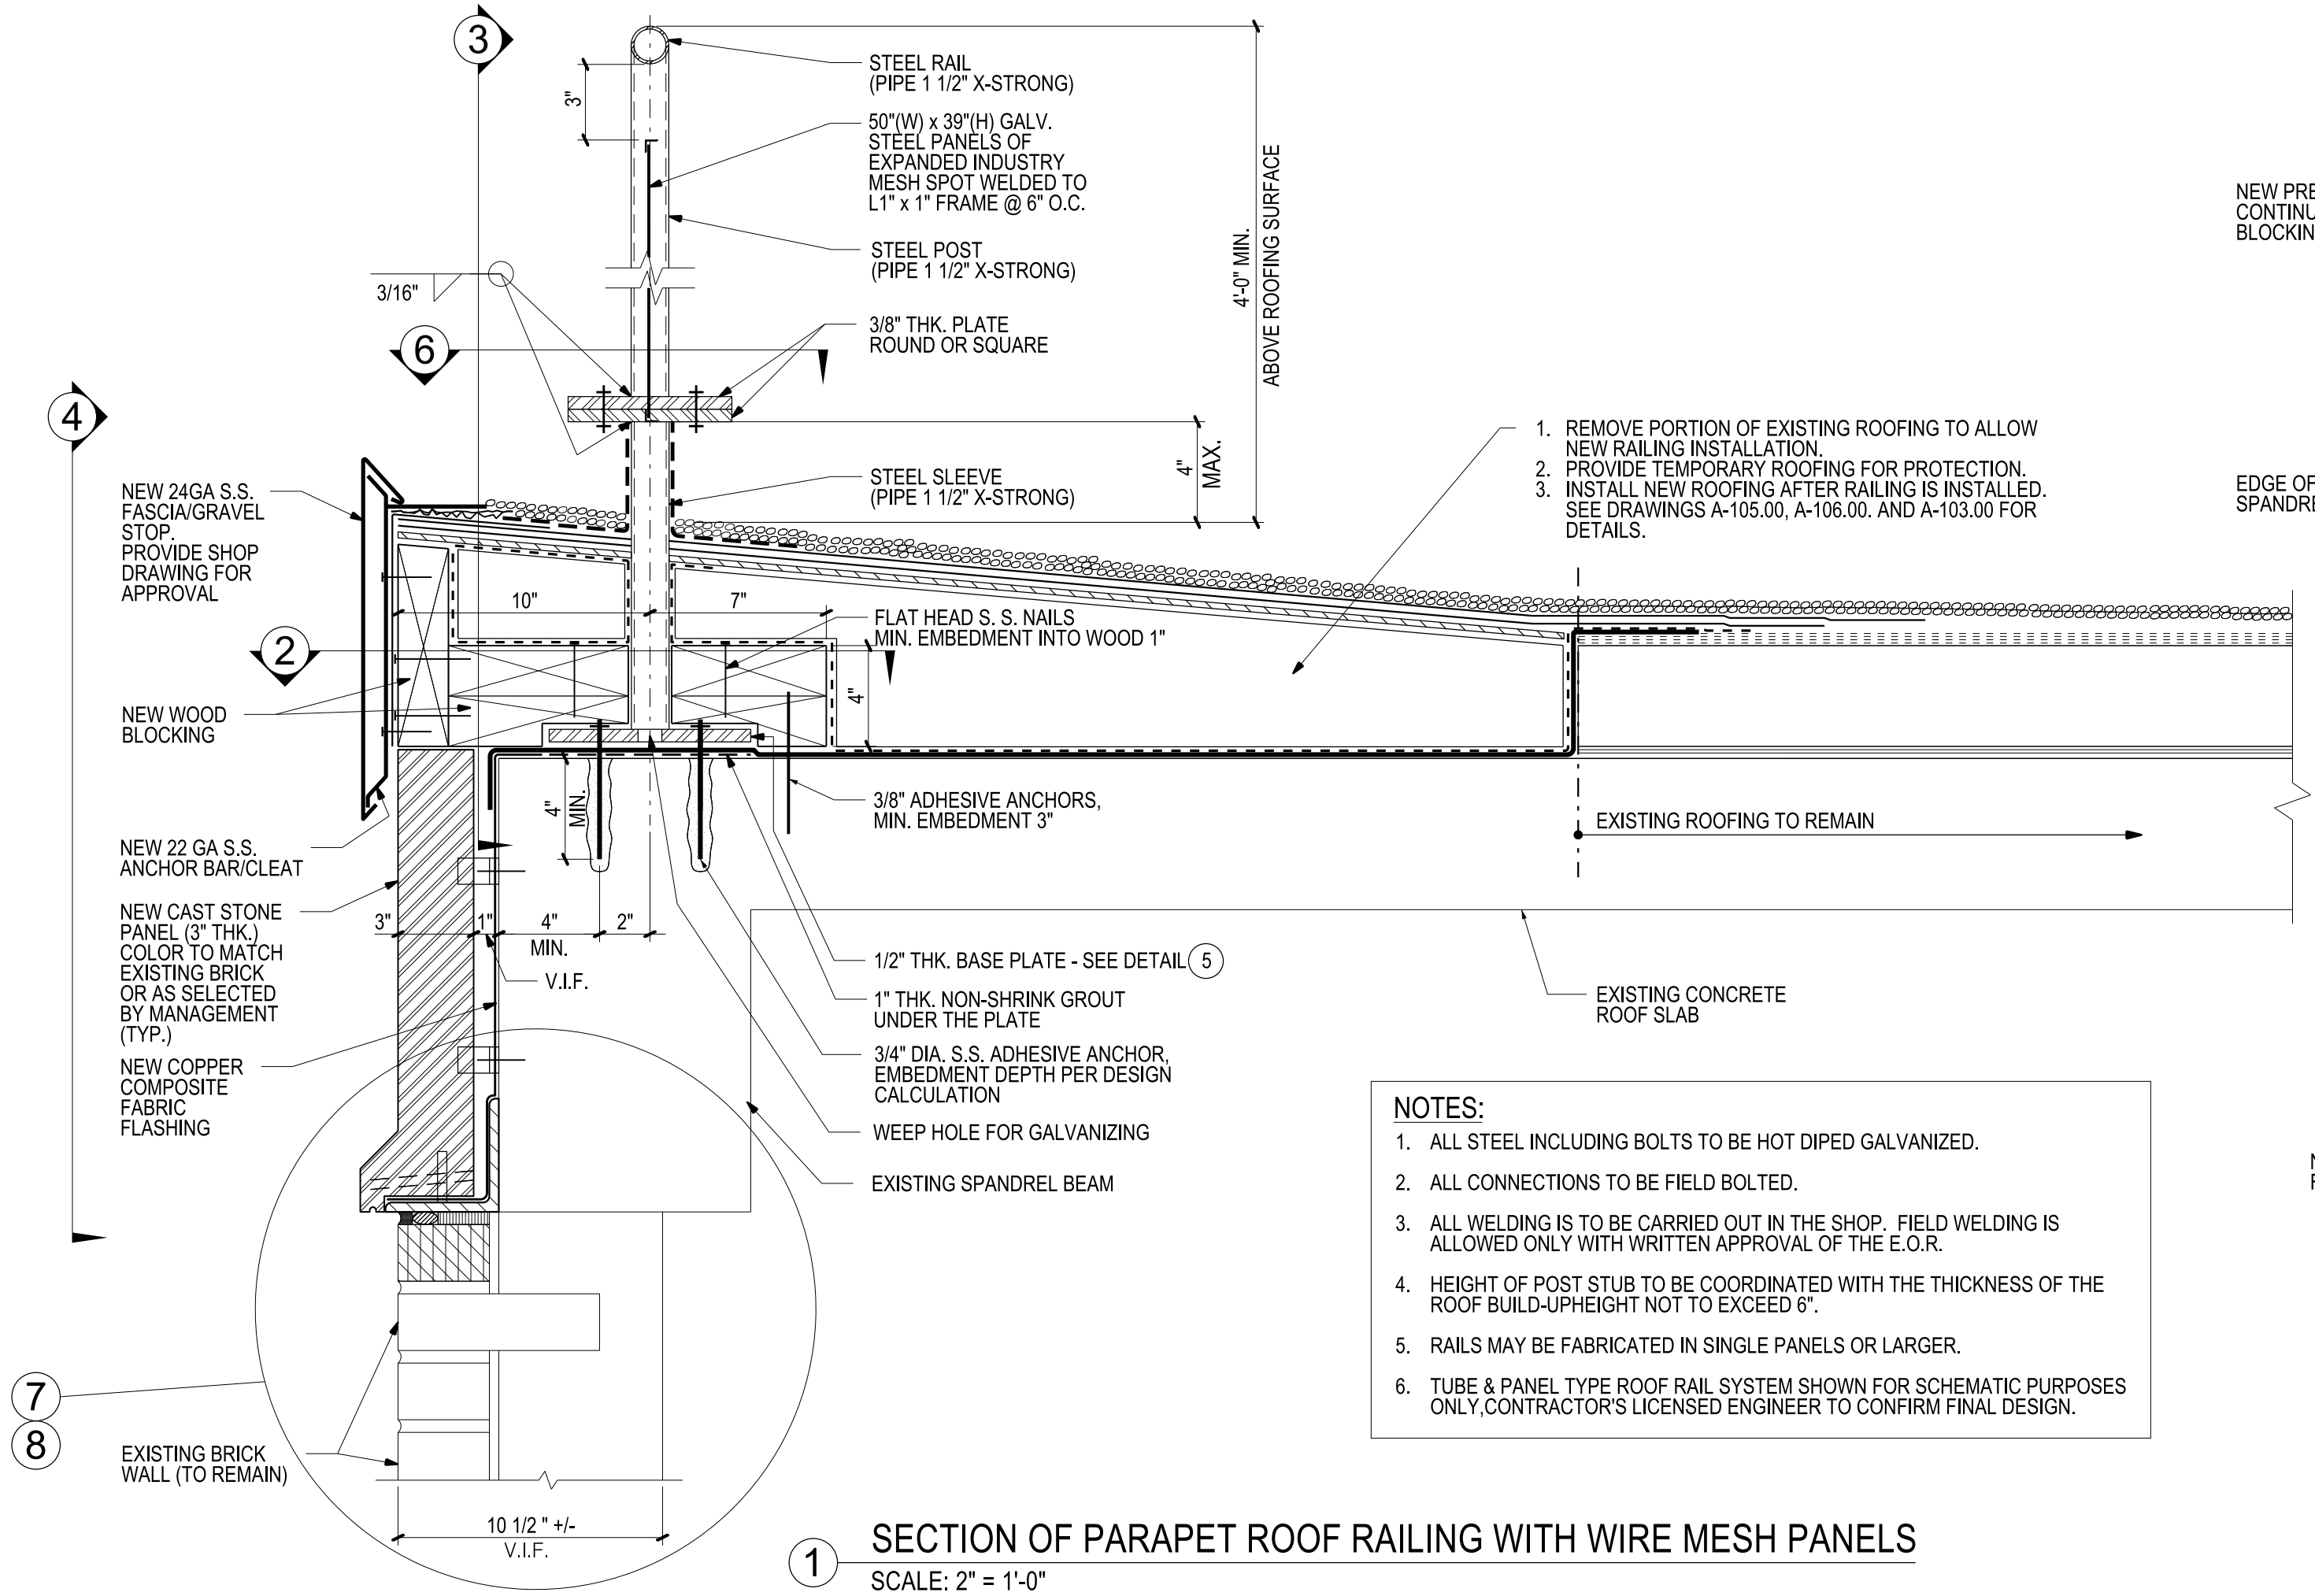 3
STEEL RAIL
(PIPE 1 1/2" X-STRONG)
3"
50"(W) x 39"(H) GALV.
STEEL PANELS OF
EXPANDED INDUSTRY
MESH SPOT WELDED TO
L1" x 1" FRAME @ 6" O.C.
STEEL POST
(PIPE 1 1/2" X-STRONG)
3/16"
3/8" THK. PLATE
ROUND OR SQUARE
6
4'-0" MIN.
ABOVE ROOFING SURFACE
4
4"
MAX.
STEEL SLEEVE
(PIPE 1 1/2" X-STRONG)
1. REMOVE PORTION OF EXISTING ROOFING TO ALLOW
NEW RAILING INSTALLATION.
2. PROVIDE TEMPORARY ROOFING FOR PROTECTION.
3. INSTALL NEW ROOFING AFTER RAILING IS INSTALLED.
SEE DRAWINGS A-105.00, A-106.00. AND A-103.00 FOR
DETAILS.
NEW PRE
CONTINU
BLOCKIN
EDGE OF
SPANDRE
NEW 24GA S.S.
FASCIA/GRAVEL
STOP.
PROVIDE SHOP
DRAWING FOR
APPROVAL
10"
7"
FLAT HEAD S. S. NAILS
MIN. EMBEDMENT INTO WOOD 1"
2
4"
NEW WOOD
BLOCKING
4"
MIN.
3/8" ADHESIVE ANCHORS,
MIN. EMBEDMENT 3"
EXISTING ROOFING TO REMAIN
NEW 22 GA S.S.
ANCHOR BAR/CLEAT
NEW CAST STONE
PANEL (3" THK.)
COLOR TO MATCH
EXISTING BRICK
OR AS SELECTED
BY MANAGEMENT
(TYP.)
3"
1"
4"
MIN.
2"
V.I.F.
1/2" THK. BASE PLATE - SEE DETAIL 5
1" THK. NON-SHRINK GROUT
UNDER THE PLATE
3/4" DIA. S.S. ADHESIVE ANCHOR,
EMBEDMENT DEPTH PER DESIGN
CALCULATION
WEEP HOLE FOR GALVANIZING
EXISTING SPANDREL BEAM
EXISTING CONCRETE
ROOF SLAB
NEW COPPER
COMPOSITE
FABRIC
FLASHING
NOTES:
1. ALL STEEL INCLUDING BOLTS TO BE HOT DIPED GALVANIZED.
2. ALL CONNECTIONS TO BE FIELD BOLTED.
3. ALL WELDING IS TO BE CARRIED OUT IN THE SHOP. FIELD WELDING IS
ALLOWED ONLY WITH WRITTEN APPROVAL OF THE E.O.R.
4. HEIGHT OF POST STUB TO BE COORDINATED WITH THE THICKNESS OF THE
ROOF BUILD-UPHEIGHT NOT TO EXCEED 6".
5. RAILS MAY BE FABRICATED IN SINGLE PANELS OR LARGER.
6. TUBE & PANEL TYPE ROOF RAIL SYSTEM SHOWN FOR SCHEMATIC PURPOSES
ONLY,CONTRACTOR'S LICENSED ENGINEER TO CONFIRM FINAL DESIGN.
7
8
EXISTING BRICK
WALL (TO REMAIN)
10 1/2 " +/-
V.I.F.
1
SECTION OF PARAPET ROOF RAILING WITH WIRE MESH PANELS
SCALE: 2" = 1'-0"